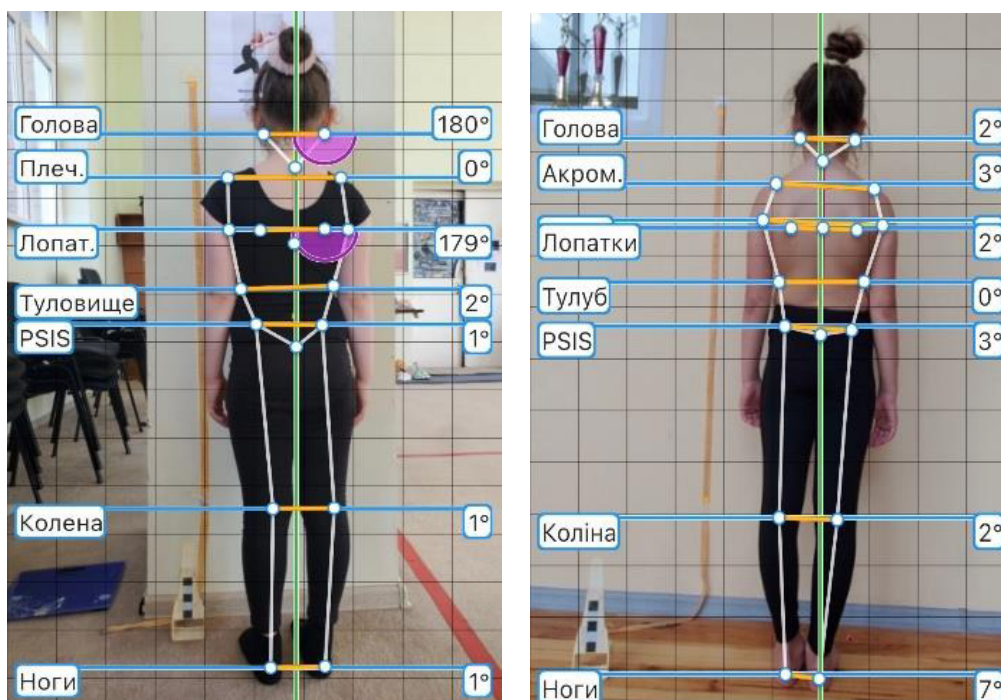 Голова 180°
Плеч. 0°
Лопат. 179°
Туловище 2°
PSIS 1°
Колена 1°
Ноги 1°
Голова 2°
Акром. 3°
Лопатки 2°
Тулуб 0°
PSIS 3°
Коліна 2°
Ноги 7°